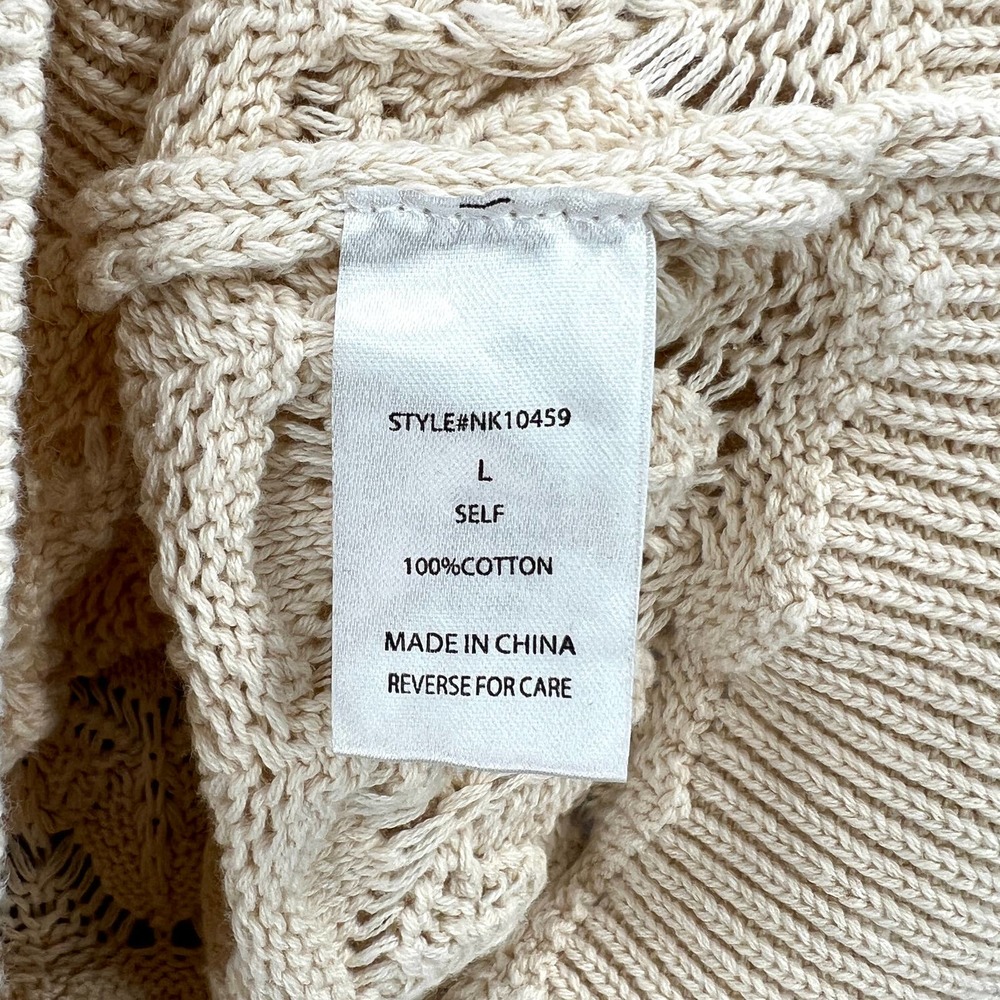 STYLE#NK10459
L
SELF
100%COTTON
MADE IN CHINA
REVERSE FOR CARE